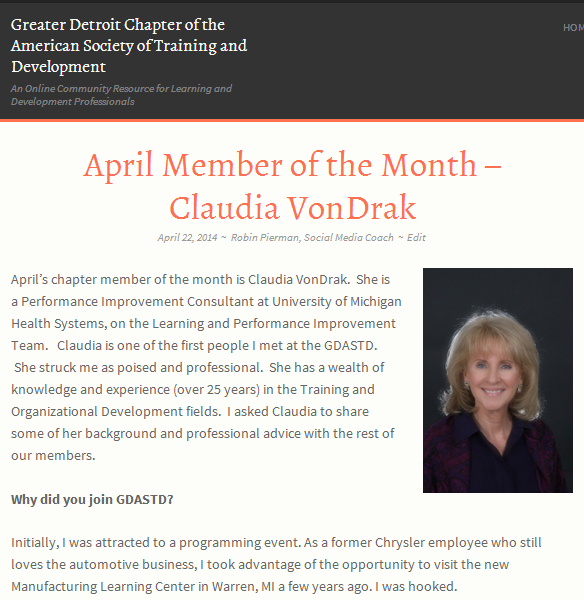 Greater Detroit Chapter of the
American Society of Training and
Development
HOM
An Online Community Resource for Learning and
Development Professionals
April Member of the Month –
Claudia VonDrak
April 22, 2014 ~ Robin Pierman, Social Media Coach ~ Edit
April's chapter member of the month is Claudia VonDrak. She is
a Performance Improvement Consultant at University of Michigan
Health Systems, on the Learning and Performance Improvement
Team. Claudia is one of the first people I met at the GDASTD.
She struck me as poised and professional. She has a wealth of
knowledge and experience (over 25 years) in the Training and
Organizational Development fields. I asked Claudia to share
some of her background and professional advice with the rest of
our members.
Why did you join GDASTD?
Initially, I was attracted to a programming event. As a former Chrysler employee who still
loves the automotive business, I took advantage of the opportunity to visit the new
Manufacturing Learning Center in Warren, MI a few years ago. I was hooked.